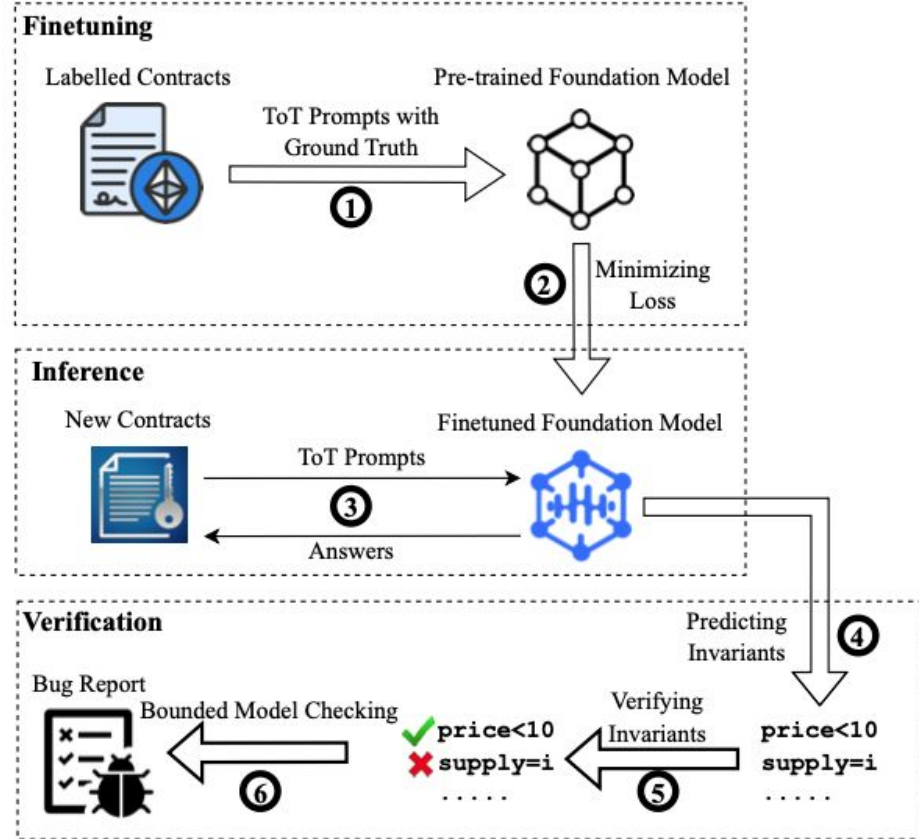 Finetuning
Labelled Contracts
Pre-trained Foundation Model
ToT Prompts with
Ground Truth
1
2
Minimizing
Loss
Inference
New Contracts
Finetuned Foundation Model
ToT Prompts
3
Answers
Verification
Predicting
Invariants
4
Bug Report
Bounded Model Checking
Verifying
Invariants
price<10
supply=i
.....
price<10
supply=i
.....
5
6